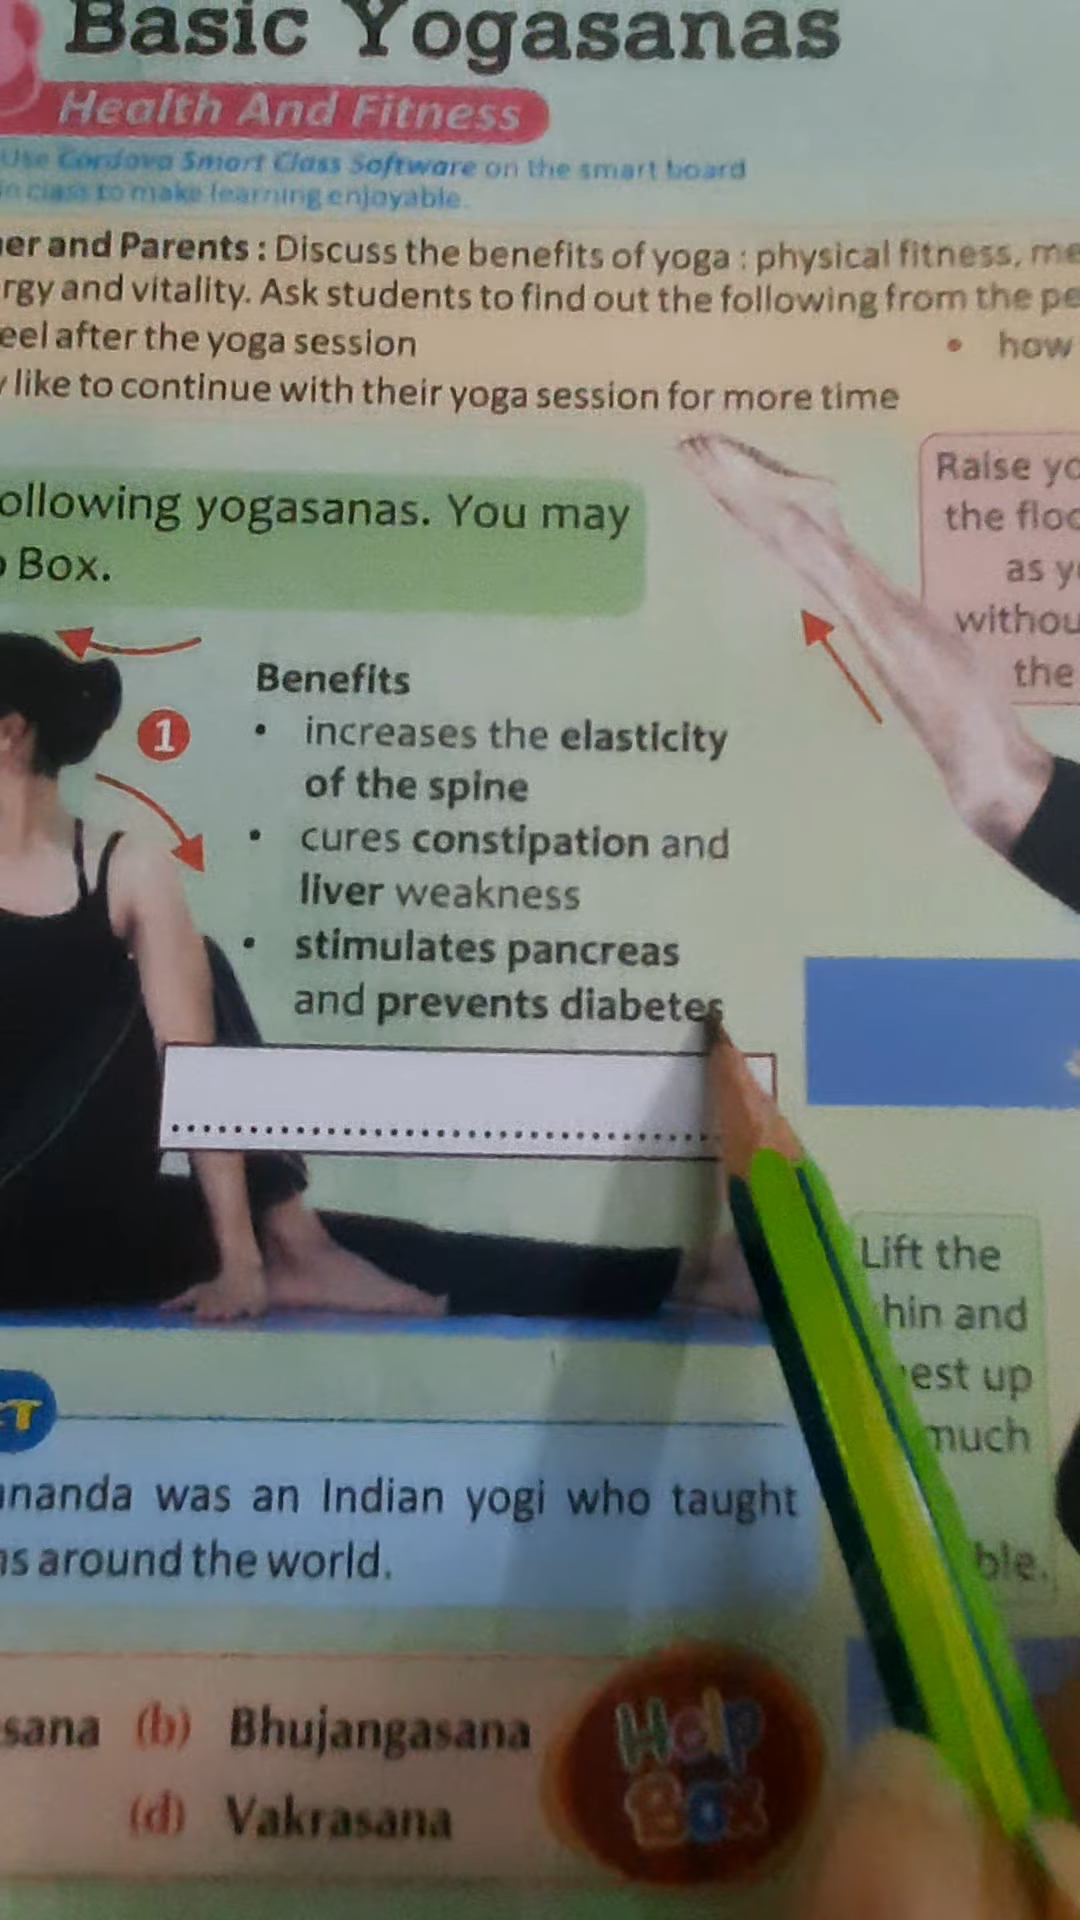 Basic Yogasanas
Health And Fitness
Use Cordova Smart Class Software on the smart board
in class to make learning enjoyable.
er and Parents : Discuss the benefits of yoga : physical fitness, me
rgy and vitality. Ask students to find out the following from the pe
eel after the yoga session • how
like to continue with their yoga session for more time
ollowing yogasanas. You may
Box.
Raise yo
the floo
as y
withou
the
1
Benefits
• increases the elasticity
of the spine
• cures constipation and
liver weakness
• stimulates pancreas
and prevents diabetes
Lift the
hin and
est up
much
ble.
CT
ananda was an Indian yogi who taught
as around the world.
sana (b) Bhujangasana
(d) Vakrasana
Help
Box